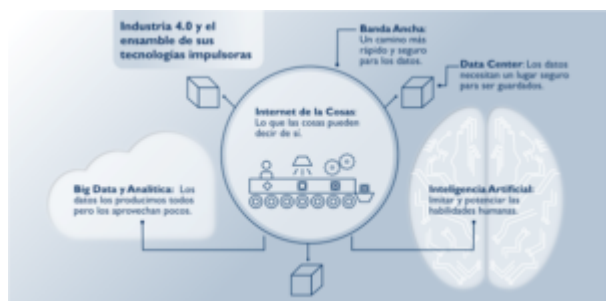 Industria 4.0 y el
ensamble de sus
tecnologías impulsoras
Banda Ancha:
Un camino más
rápido y seguro
para los datos.
Data Center: Los datos
necesitan un lugar seguro
para ser guardados.
Internet de la Cosas:
Lo que las cosas pueden
decir de sí.
Big Data y Analítica: Los
datos los producimos todos
pero los aprovechan pocos.
Inteligencia Artificial:
Imitar y potenciar las
habilidades humanas.